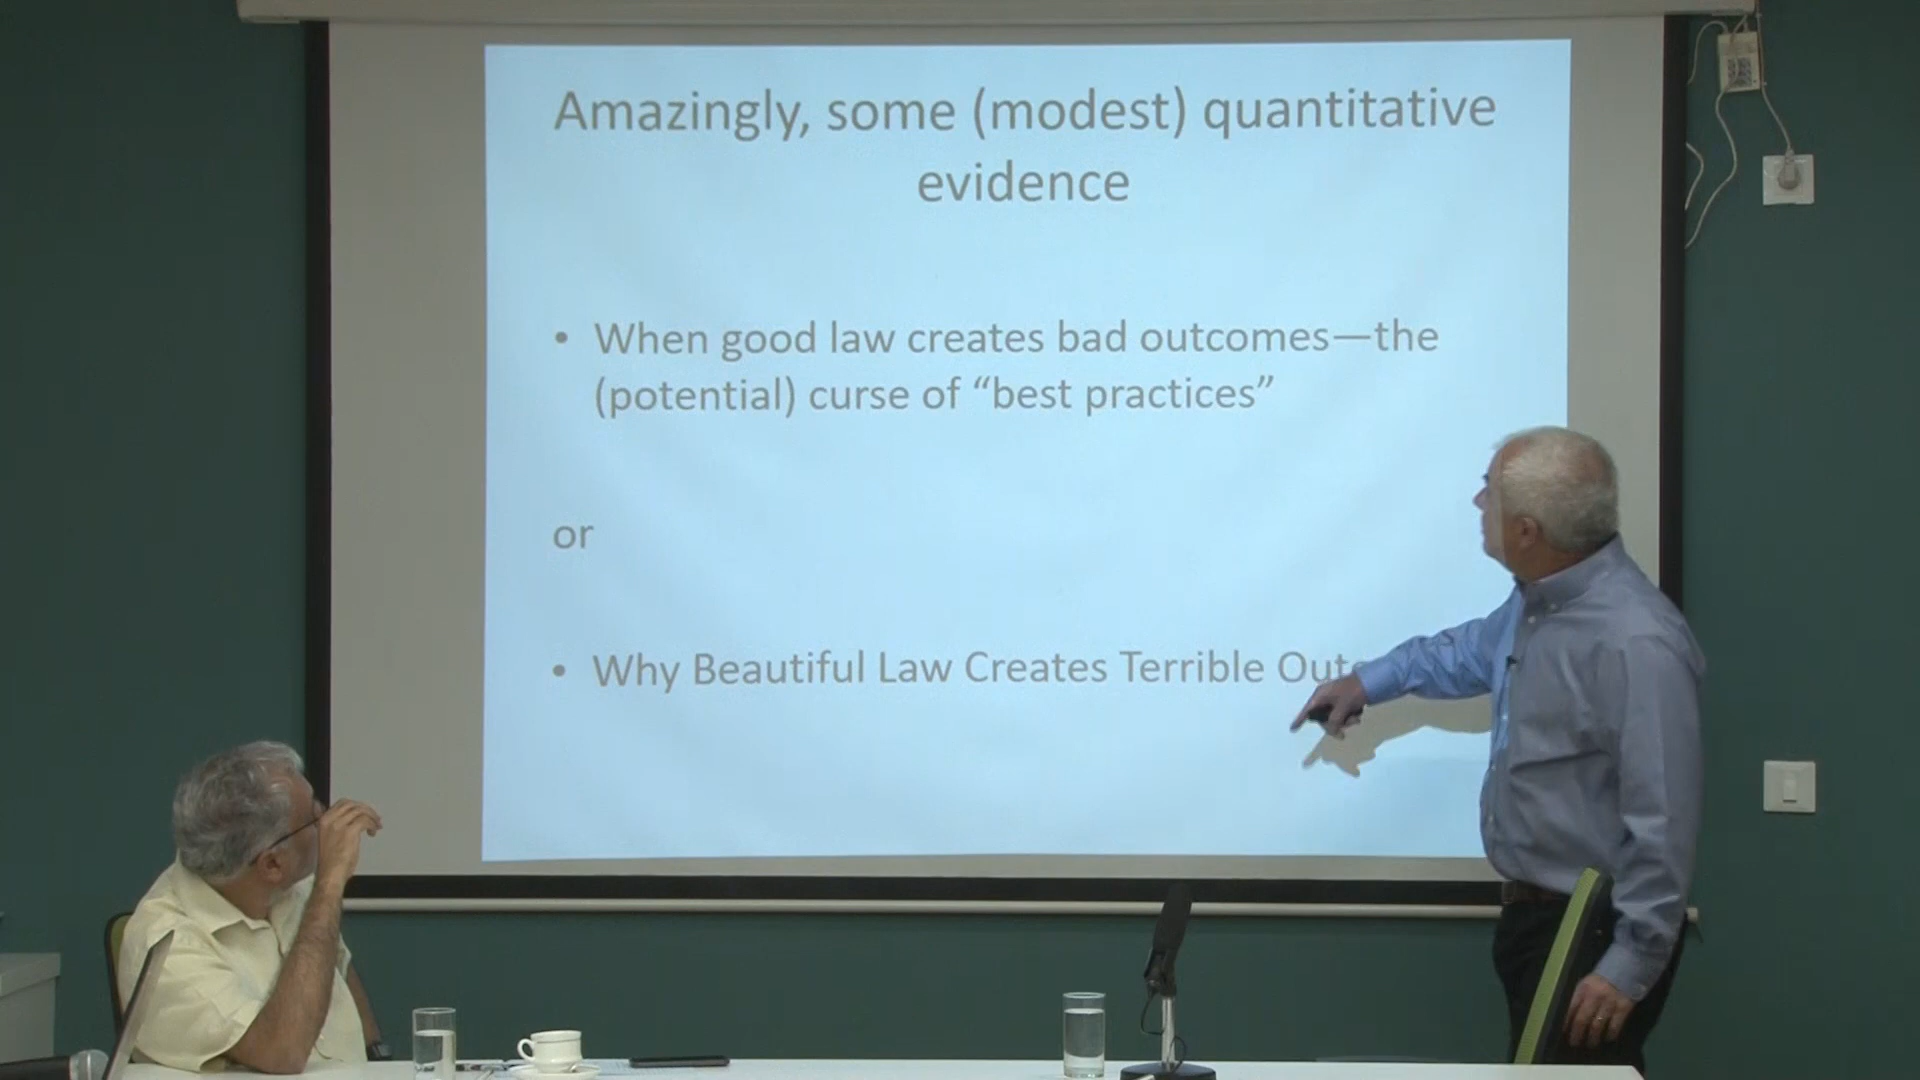 Amazingly, some (modest) quantitative
evidence
• When good law creates bad outcomes—the
(potential) curse of “best practices”
or
• Why Beautiful Law Creates Terrible